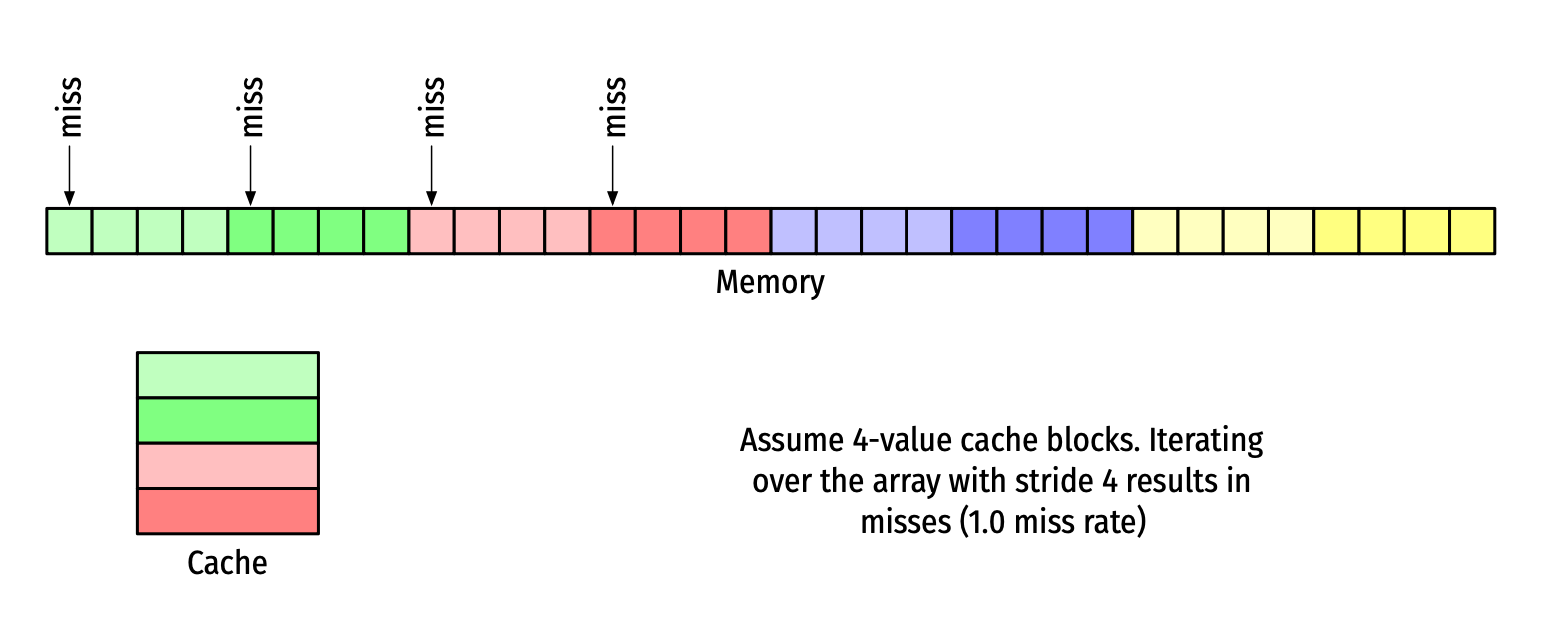 miss
miss
miss
miss
Memory
Assume 4-value cache blocks. Iterating
over the array with stride 4 results in
misses (1.0 miss rate)
Cache